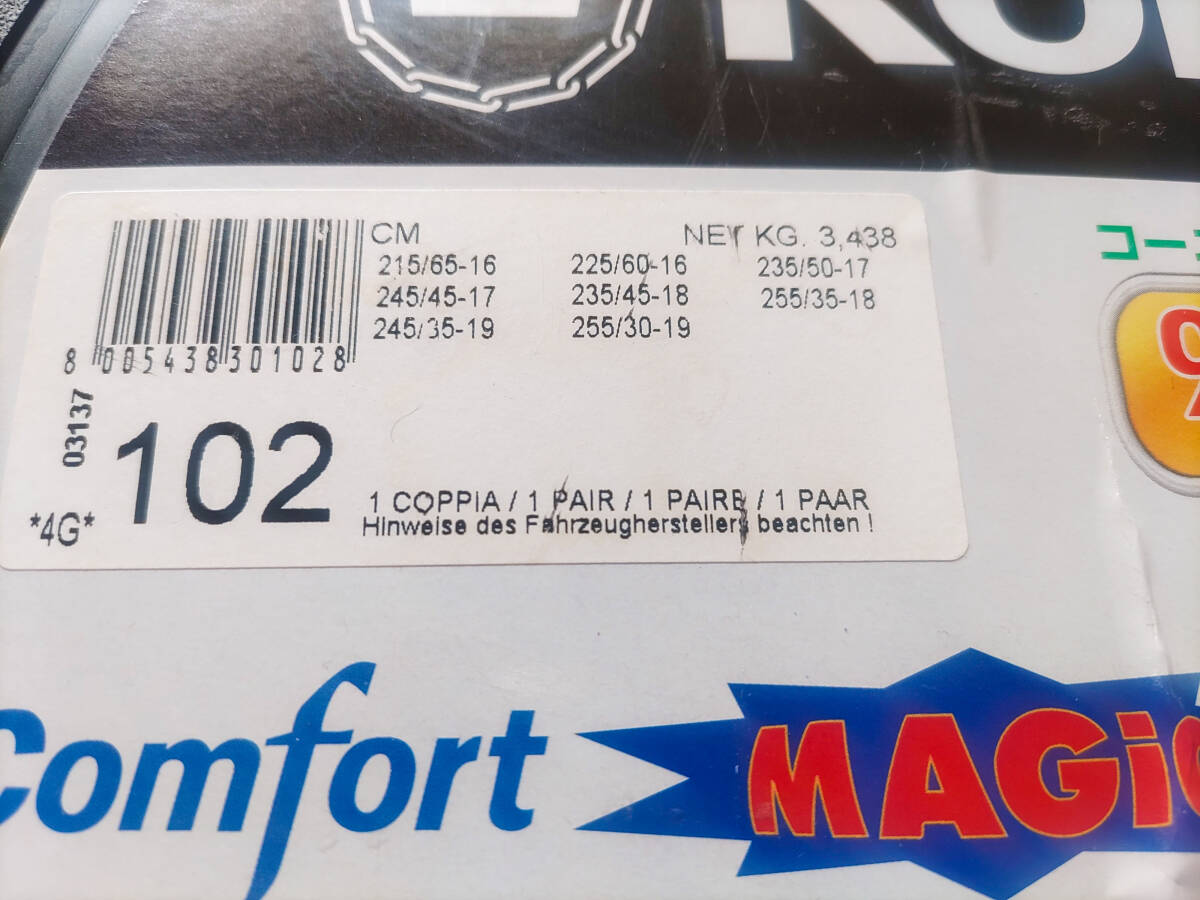 CM NET KG. 3,438
215/65-16 225/60-16 235/50-17
245/45-17 235/45-18 255/35-18
245/35-19 255/30-19
8 005438 301028
03137
102
*4G*
1 COPPIA / 1 PAIR / 1 PAIRE / 1 PAAR
Hinweise des Fahrzeugherstellers beachten !
Comfort MAGiC